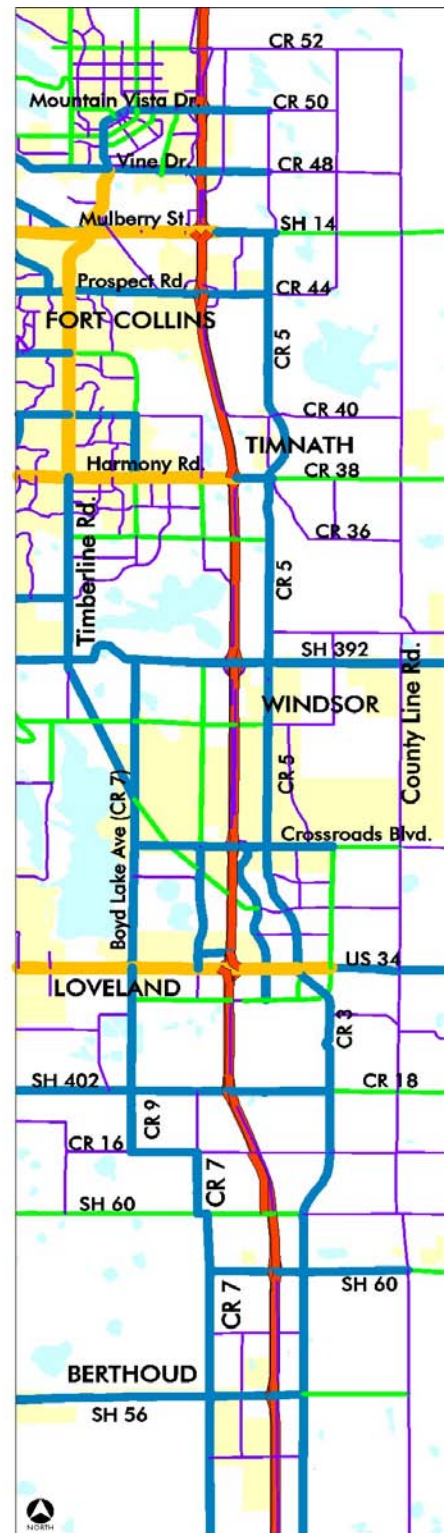 CR 52
Mountain Vista Dr.
CR 50
Vine Dr.
CR 48
Mulberry St.
SH 14
Prospect Rd.
CR 44
FORT COLLINS
CR 5
CR 40
TIMNATH
Harmony Rd.
CR 38
CR 36
Timberline Rd.
CR 5
SH 392
County Line Rd.
WINDSOR
CR 5
Boyd Lake Ave (CR 7)
Crossroads Blvd.
US 34
LOVELAND
CR 3
SH 402
CR 18
CR 9
CR 16
CR 7
SH 60
SH 60
CR 7
BERTHOUD
SH 56
NORTH